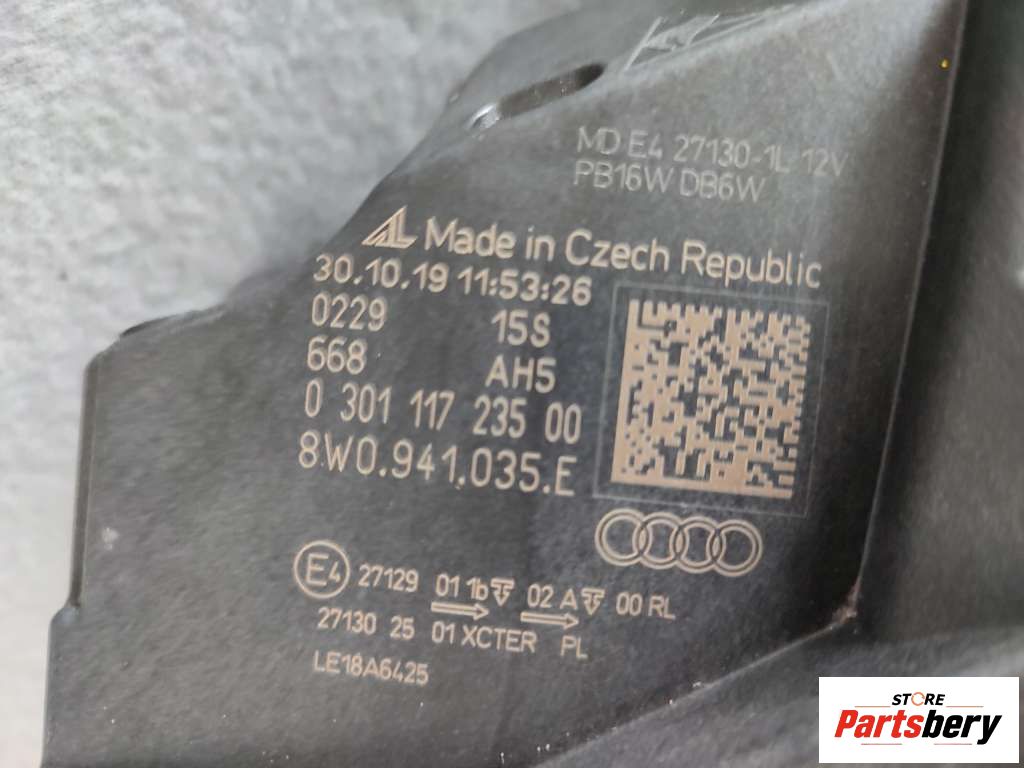 MD E4 27130-1L 12V
PB16W DB6W
AL Made in Czech Republic
30.10.19 11:53:26
0229 15S
668 AH5
0 301 117 235 00
8W0.941.035.E
E4 27129 01 1b 02 A 00 RL
27130 25 01 XCTER PL
LE18A6425
STORE
Partsbery